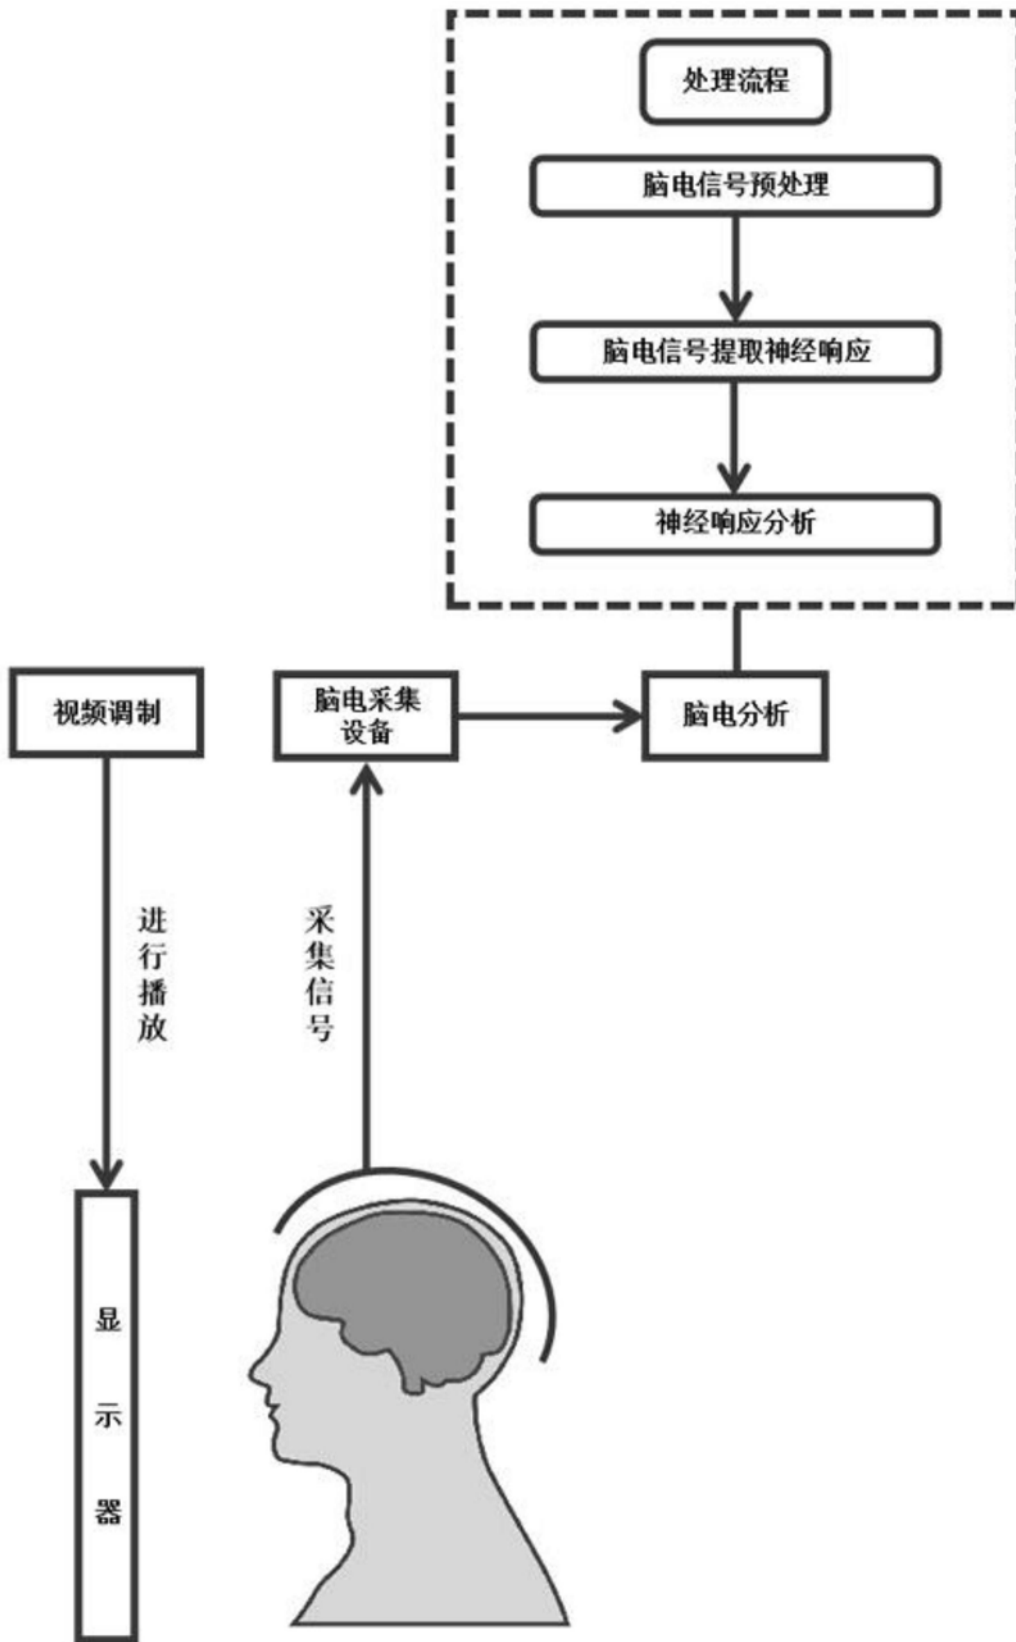 处理流程
脑电信号预处理
脑电信号提取神经响应
神经响应分析
视频调制
脑电采集
设备
脑电分析
进行播放
采集信号
显示器